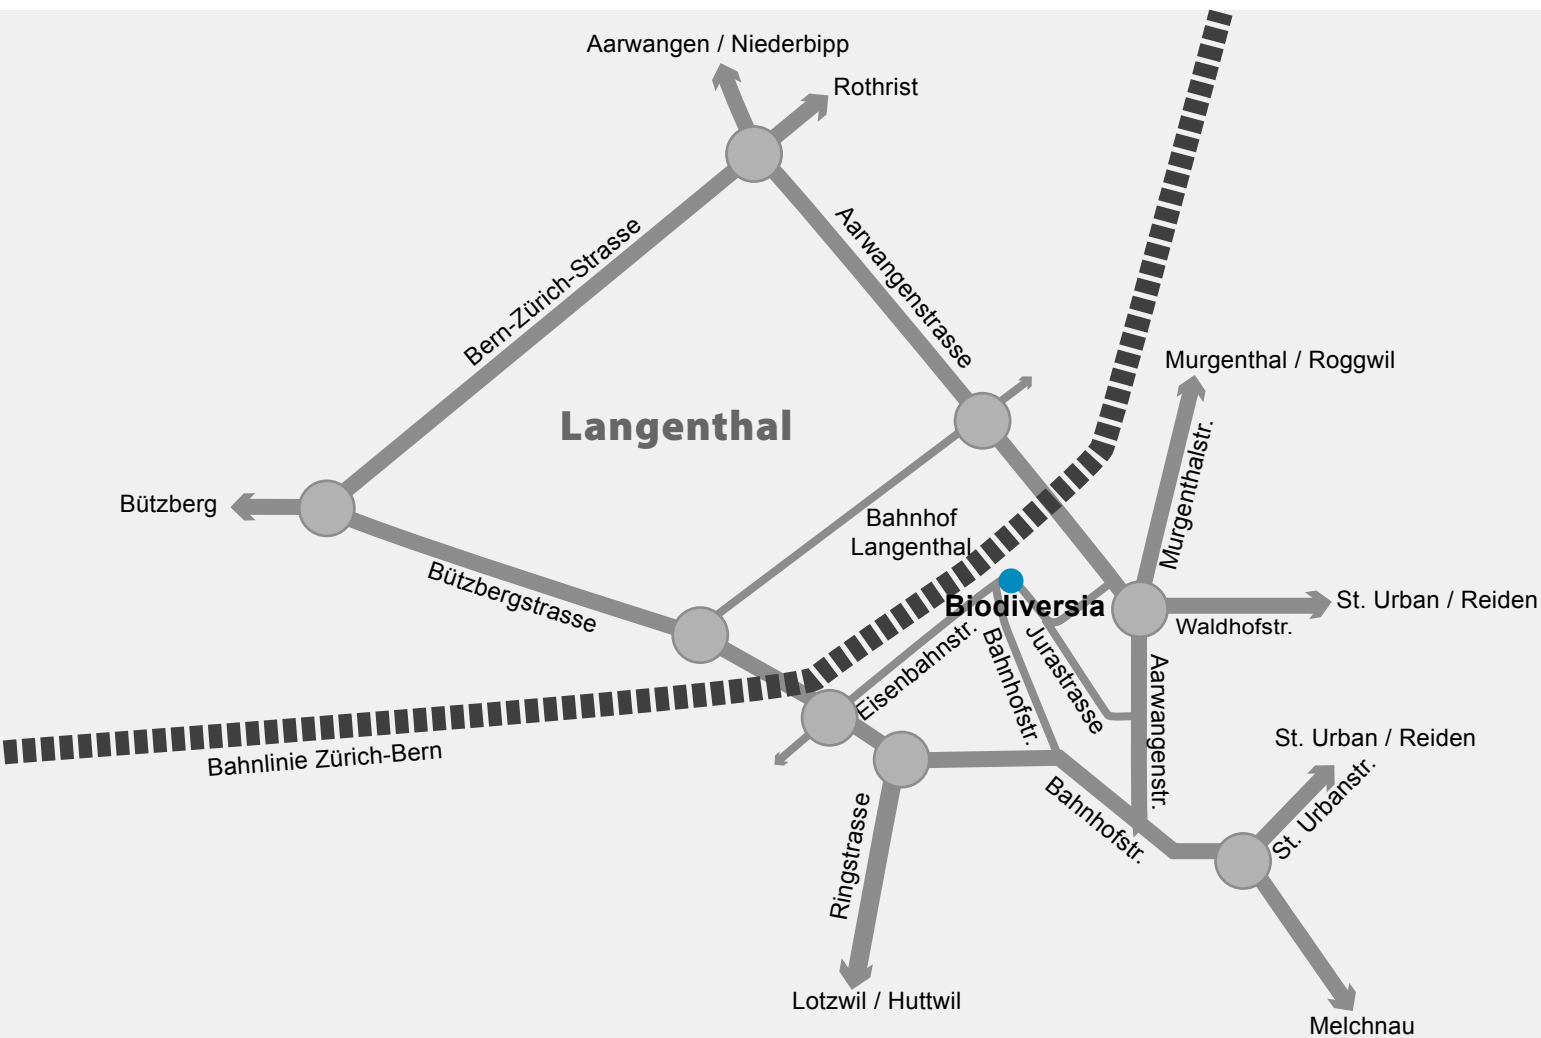 Aarwangen / Niederbipp
Rothrist
Aarwangenstrasse
Bern-Zürich-Strasse
Murgenthal / Roggwil
Langenthal
Murgenthalstr.
Bützberg
Bahnhof
Langenthal
Bützbergstrasse
Biodiversia
St. Urban / Reiden
Waldhofstr.
Eisenbahnstr.
Bahnhofstr.
Jurastrasse
Aarwangenstr.
Bahnlinie Zürich-Bern
St. Urban / Reiden
St. Urbanstr.
Bahnhofstr.
Ringstrasse
Lotzwil / Huttwil
Melchnau